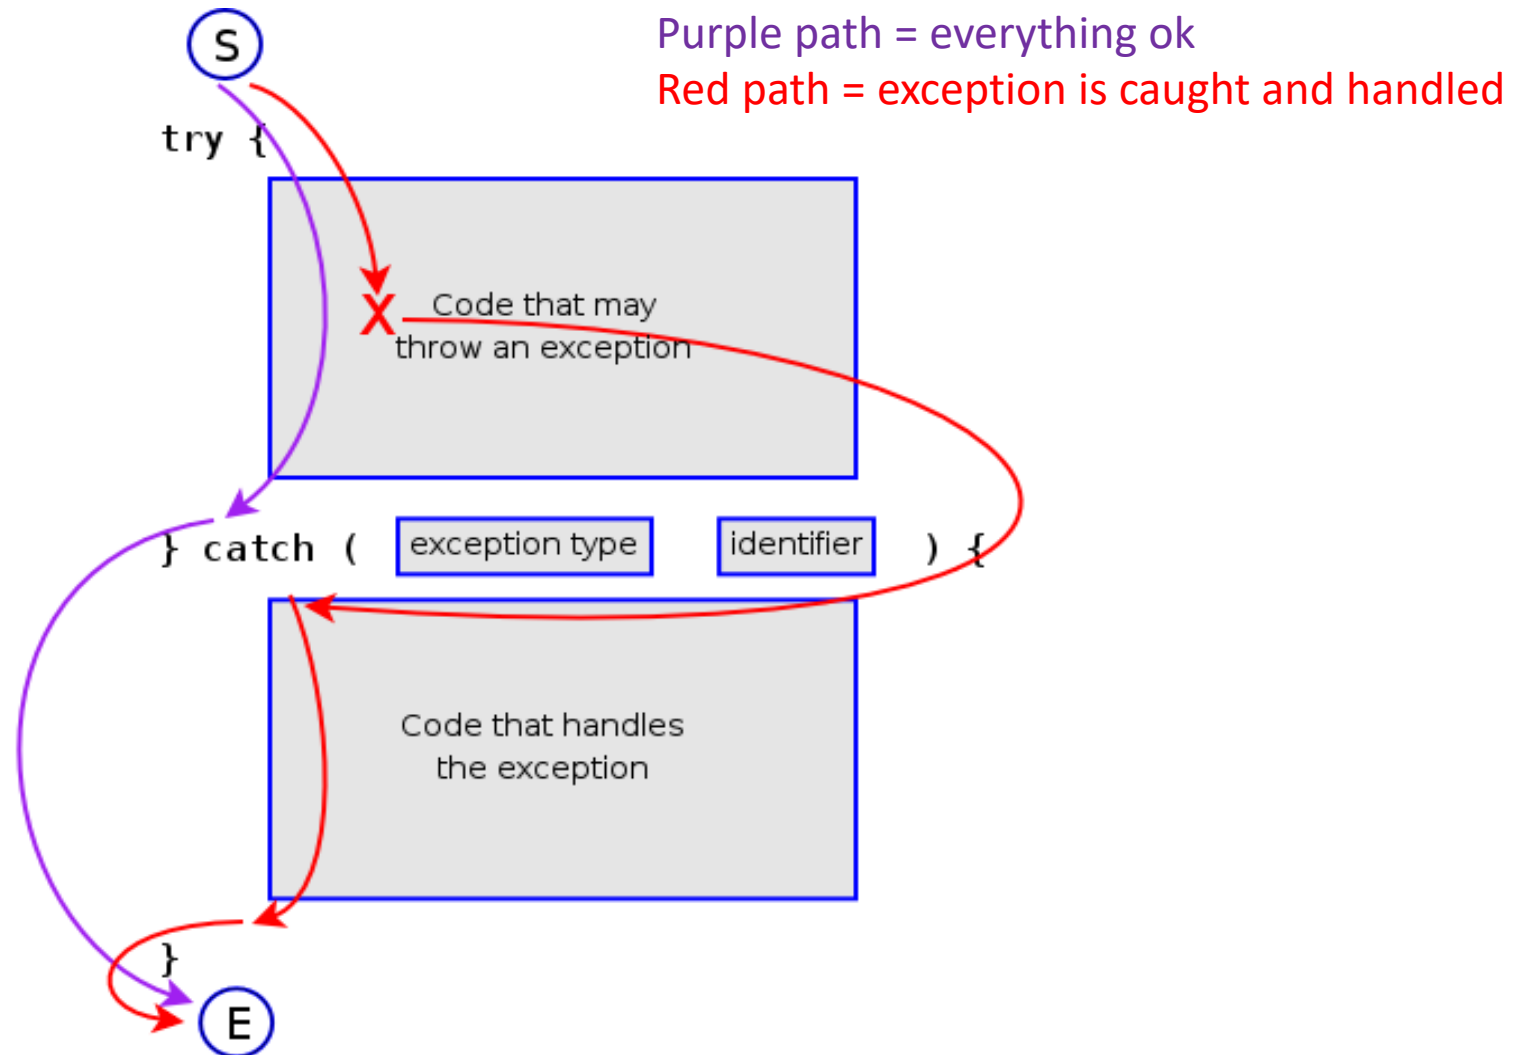 Purple path = everything ok
Red path = exception is caught and handled
S
try {
X
Code that may
throw an exception
} catch ( exception type identifier ) {
Code that handles
the exception
}
E